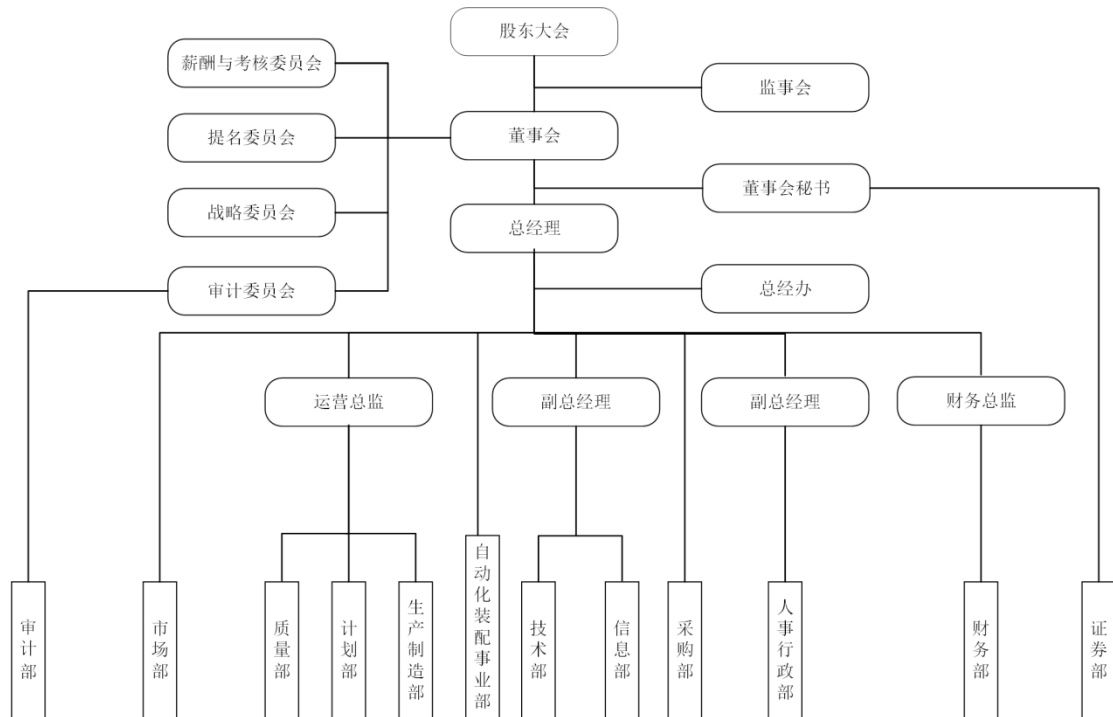 股东大会
薪酬与考核委员会
监事会
董事会
提名委员会
董事会秘书
战略委员会
总经理
审计委员会
总经办
运营总监
副总经理
副总经理
财务总监
审计部
市场部
质量部
计划部
生产制造部
自动化装配事业部
技术部
信息部
采购部
人事行政部
财务部
证券部